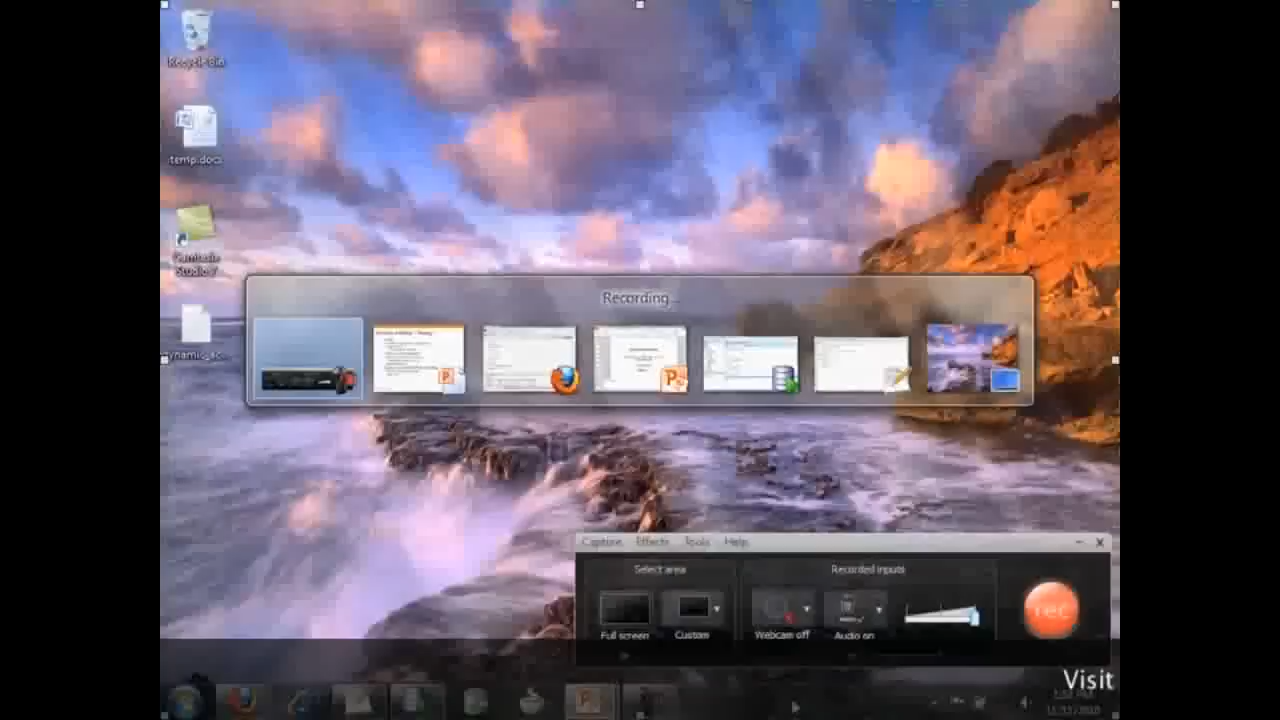 Recycle Bin
temp.docx
Camtasia
Studio 7
Recording...
Capture Effects Tools Help
Select area
Recorded inputs
Full screen
Custom
Webcam off
Audio on
rec
Visit